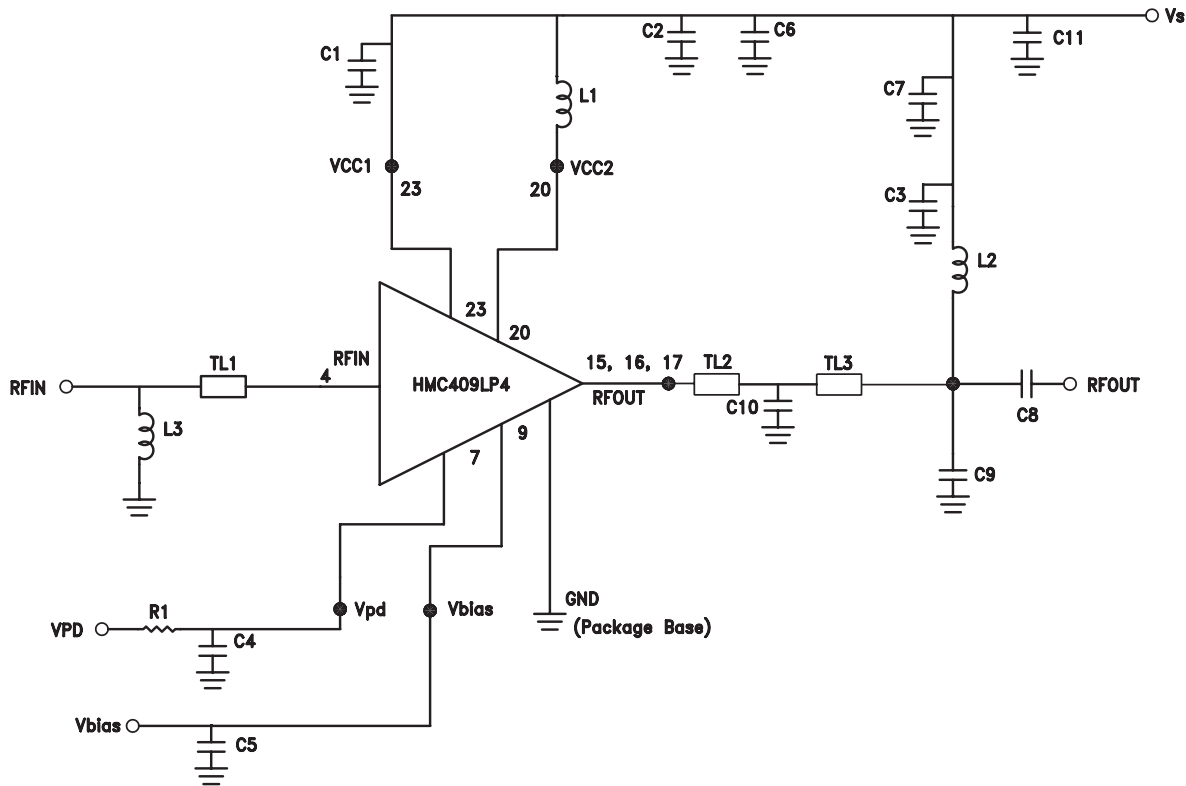 Vs
C1
C2
C6
C11
C7
L1
VCC1
23
VCC2
20
C3
L2
23
20
RFIN
TL1
RFIN
4
HMC409LP4
15, 16, 17
RFOUT
TL2
C10
TL3
RFOUT
C8
L3
9
7
C9
R1
Vpd
Vbias
GND
(Package Base)
VPD
C4
Vbias
C5